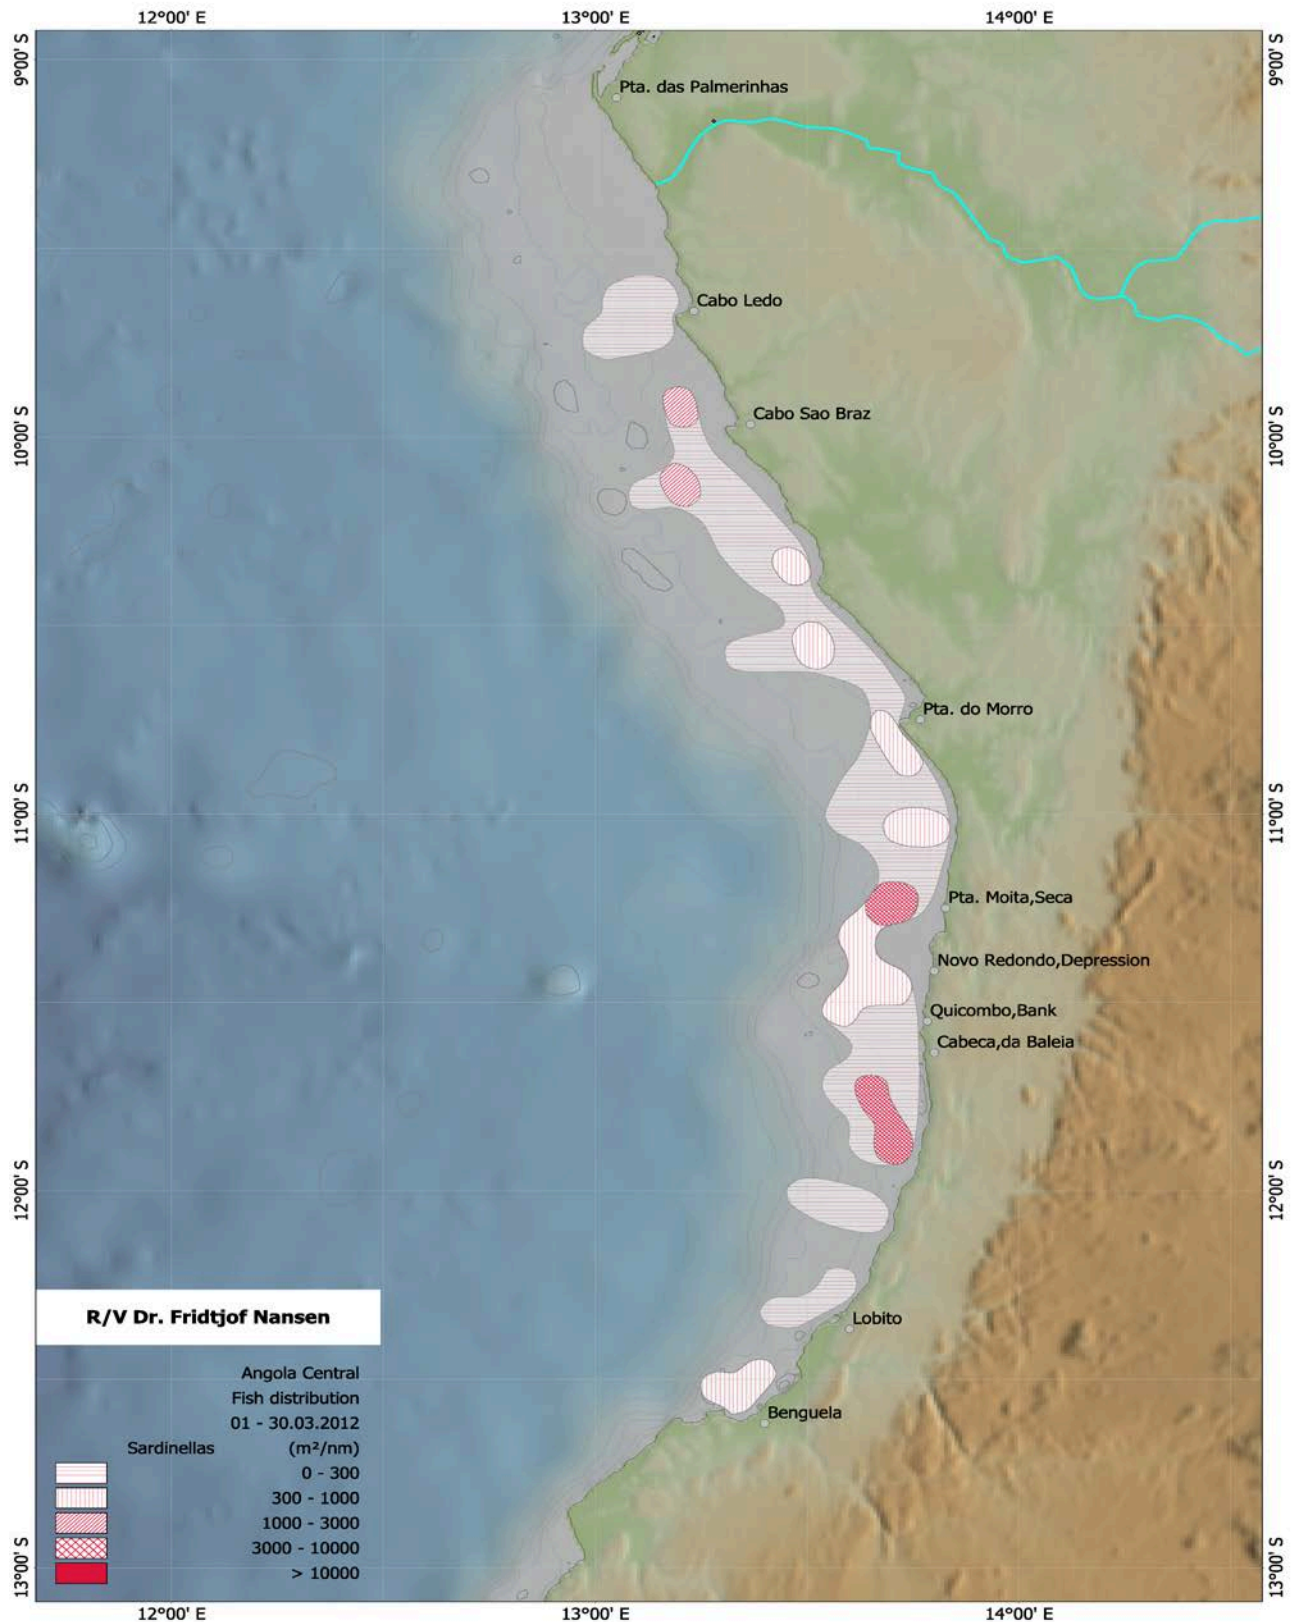 12°00' E 13°00' E 14°00' E
9°00' S 9°00' S
Pta. das Palmerinhas
Cabo Ledo
Cabo Sao Braz
10°00' S 10°00' S
Pta. do Morro
11°00' S 11°00' S
Pta. Moita,Seca
Novo Redondo,Depression
Quicombo,Bank
Cabeca,da Baleia
12°00' S 12°00' S
R/V Dr. Fridtjof Nansen
Lobito
Angola Central
Fish distribution
Benguela
01 - 30.03.2012
Sardinellas (m²/nm)
0 - 300
300 - 1000
1000 - 3000
3000 - 10000
> 10000
13°00' S 13°00' S
12°00' E 13°00' E 14°00' E